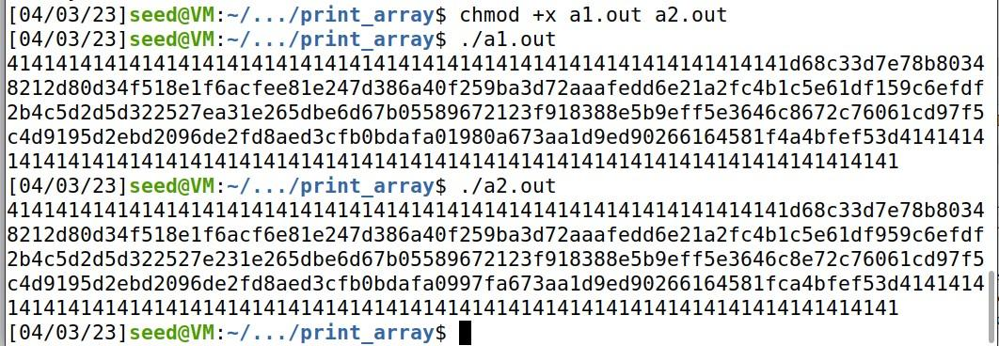 [04/03/23]seed@VM:~/.../print_array$ chmod +x a1.out a2.out
[04/03/23]seed@VM:~/.../print_array$ ./a1.out
4141414141414141414141414141414141414141414141414141414141414141d68c33d7e78b8034
8212d80d34f518e1f6acfee81e247d386a40f259ba3d72aaafedd6e21a2fc4b1c5e61df159c6efdf
2b4c5d2d5d322527ea31e265dbe6d67b05589672123f918388e5b9eff5e3646c8672c76061cd97f5
c4d9195d2ebd2096de2fd8aed3cfb0bdafa01980a673aa1d9ed90266164581f4a4bfef53d4141414
1414141414141414141414141414141414141414141414141414141414141414141414141
[04/03/23]seed@VM:~/.../print_array$ ./a2.out
4141414141414141414141414141414141414141414141414141414141414141d68c33d7e78b8034
8212d80d34f518e1f6acf6e81e247d386a40f259ba3d72aaafedd6e21a2fc4b1c5e61df959c6efdf
2b4c5d2d5d322527e231e265dbe6d67b05589672123f918388e5b9eff5e3646c8e72c76061cd97f5
c4d9195d2ebd2096de2fd8aed3cfb0bdafa0997fa673aa1d9ed90266164581fca4bfef53d4141414
1414141414141414141414141414141414141414141414141414141414141414141414141
[04/03/23]seed@VM:~/.../print_array$